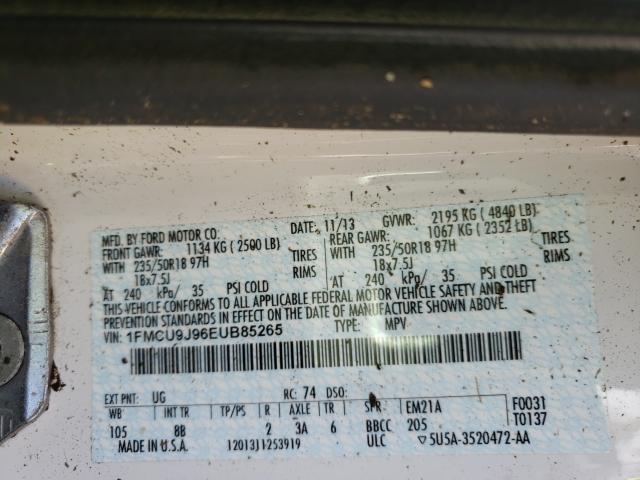 MFD. BY FORD MOTOR CO.
DATE: 11/13
GVWR: 2195 KG ( 4840 LB)
FRONT GAWR: 1134 KG ( 2500 LB)
REAR GAWR: 1067 KG ( 2352 LB)
WITH 235/50R18 97H TIRES
WITH 235/50R18 97H TIRES
18x7.5J RIMS
18x7.5J RIMS
AT 240 kPa/ 35 PSI COLD
AT 240 kPa/ 35 PSI COLD
THIS VEHICLE CONFORMS TO ALL APPLICABLE FEDERAL MOTOR VEHICLE SAFETY AND THEFT
PREVENTION STANDARDS IN EFFECT ON THE DATE OF MANUFACTURE SHOWN ABOVE.
VIN: 1FMCU9J96EUB85265
TYPE: MPV
EXT PNT: UG RC: 74 DSO:
WB INT TR TP/PS R AXLE TR SPR EM21A F0031
105 8B 2 3A 6 BBCC 205 T0137
MADE IN U.S.A. 12013J1253919 ULC ▽5U5A-3520472-AA